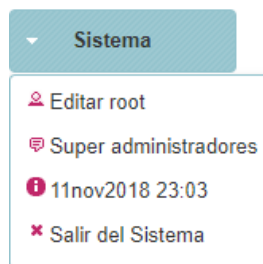 Sistema
Editar root
Super administradores
11nov2018 23:03
Salir del Sistema